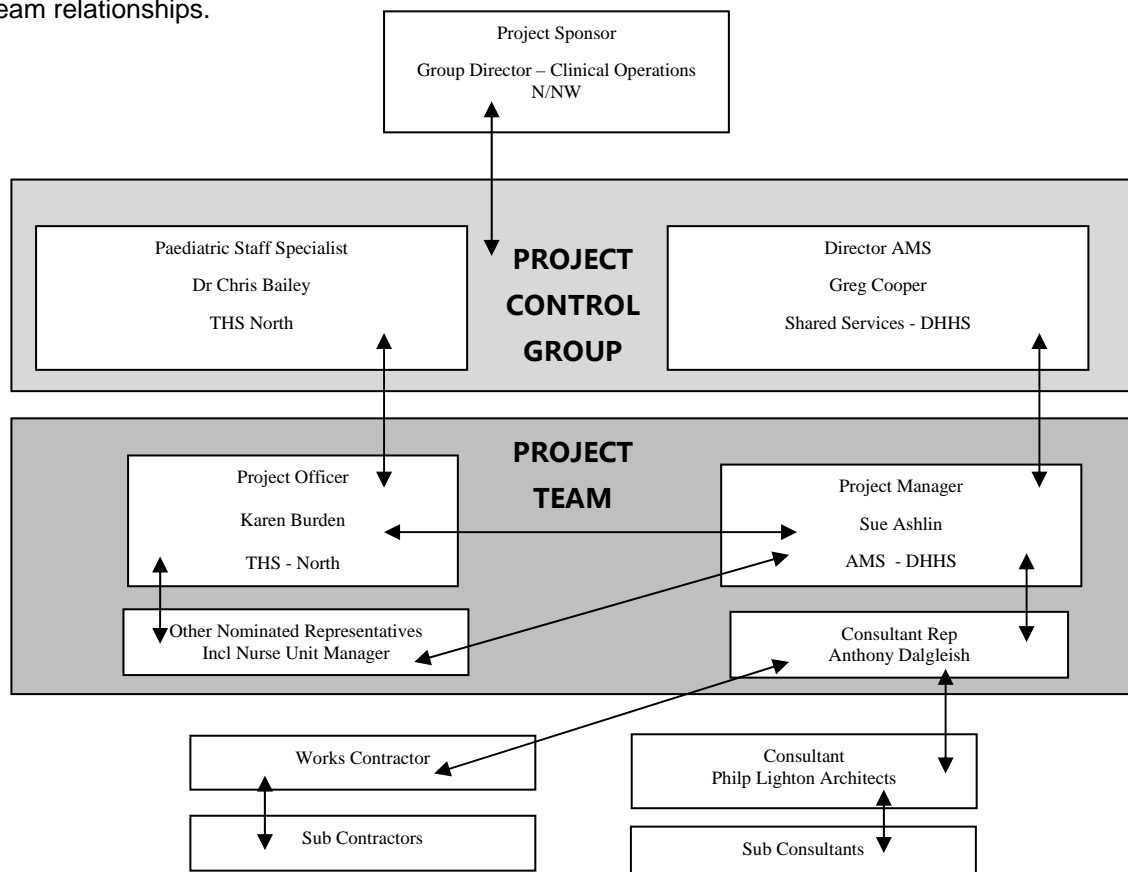 eam relationships.
Project Sponsor
Group Director – Clinical Operations
N/NW
Paediatric Staff Specialist
Dr Chris Bailey
THS North
PROJECT
CONTROL
GROUP
Director AMS
Greg Cooper
Shared Services - DHHS
PROJECT
TEAM
Project Officer
Karen Burden
THS - North
Project Manager
Sue Ashlin
AMS - DHHS
Other Nominated Representatives
Incl Nurse Unit Manager
Consultant Rep
Anthony Dalgleish
Works Contractor
Consultant
Philp Lighton Architects
Sub Contractors
Sub Consultants